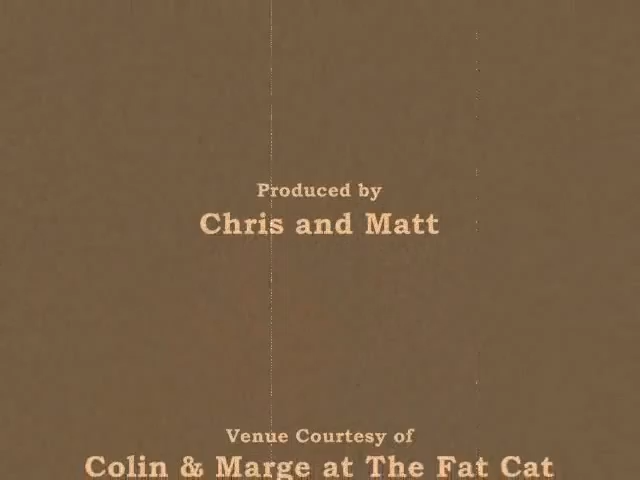 Produced by
Chris and Matt
Venue Courtesy of
Colin & Marge at The Fat Cat